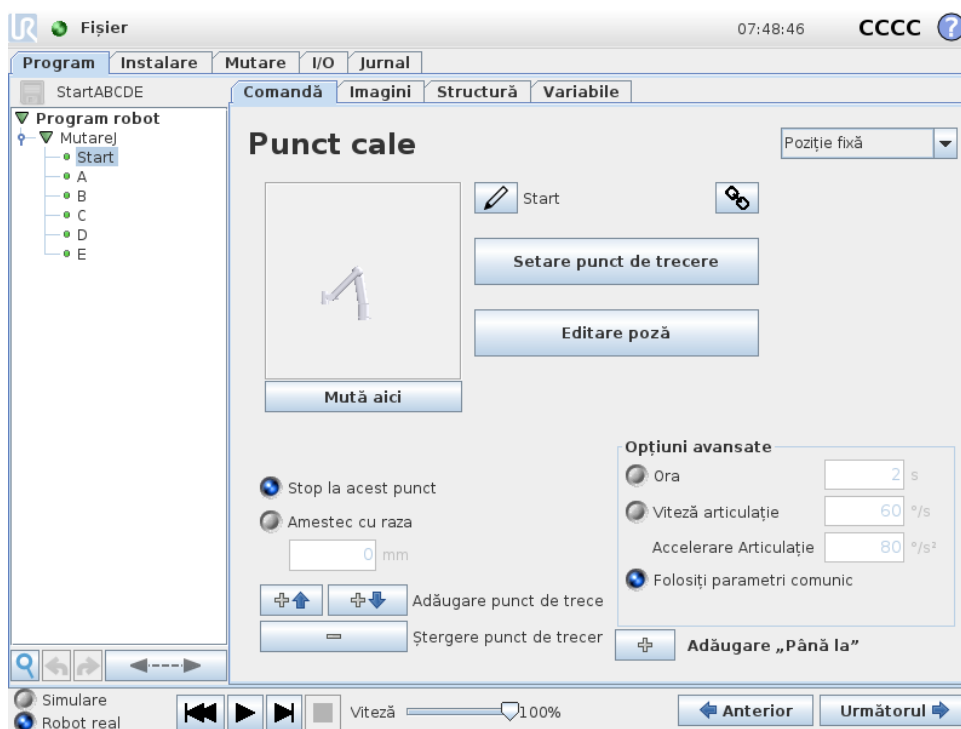 UR Fișier 07:48:46 CCCC ?
Program Instalare Mutare I/O Jurnal
StartABCDE
Comandă Imagini Structură Variabile
Program robot
MutareJ
Start
A
B
C
D
E
Punct cale
Poziție fixă
Start
Setare punct de trecere
Editare poză
Mută aici
Stop la acest punct
Amestec cu raza
0 mm
Adăugare punct de trece
Ștergere punct de trecer
Opțiuni avansate
Ora 2 s
Viteză articulație 60 °/s
Accelerare Articulație 80 °/s²
Folosiți parametri comunic
Adăugare „Până la”
Simulare
Robot real
Viteză 100%
Anterior
Următorul